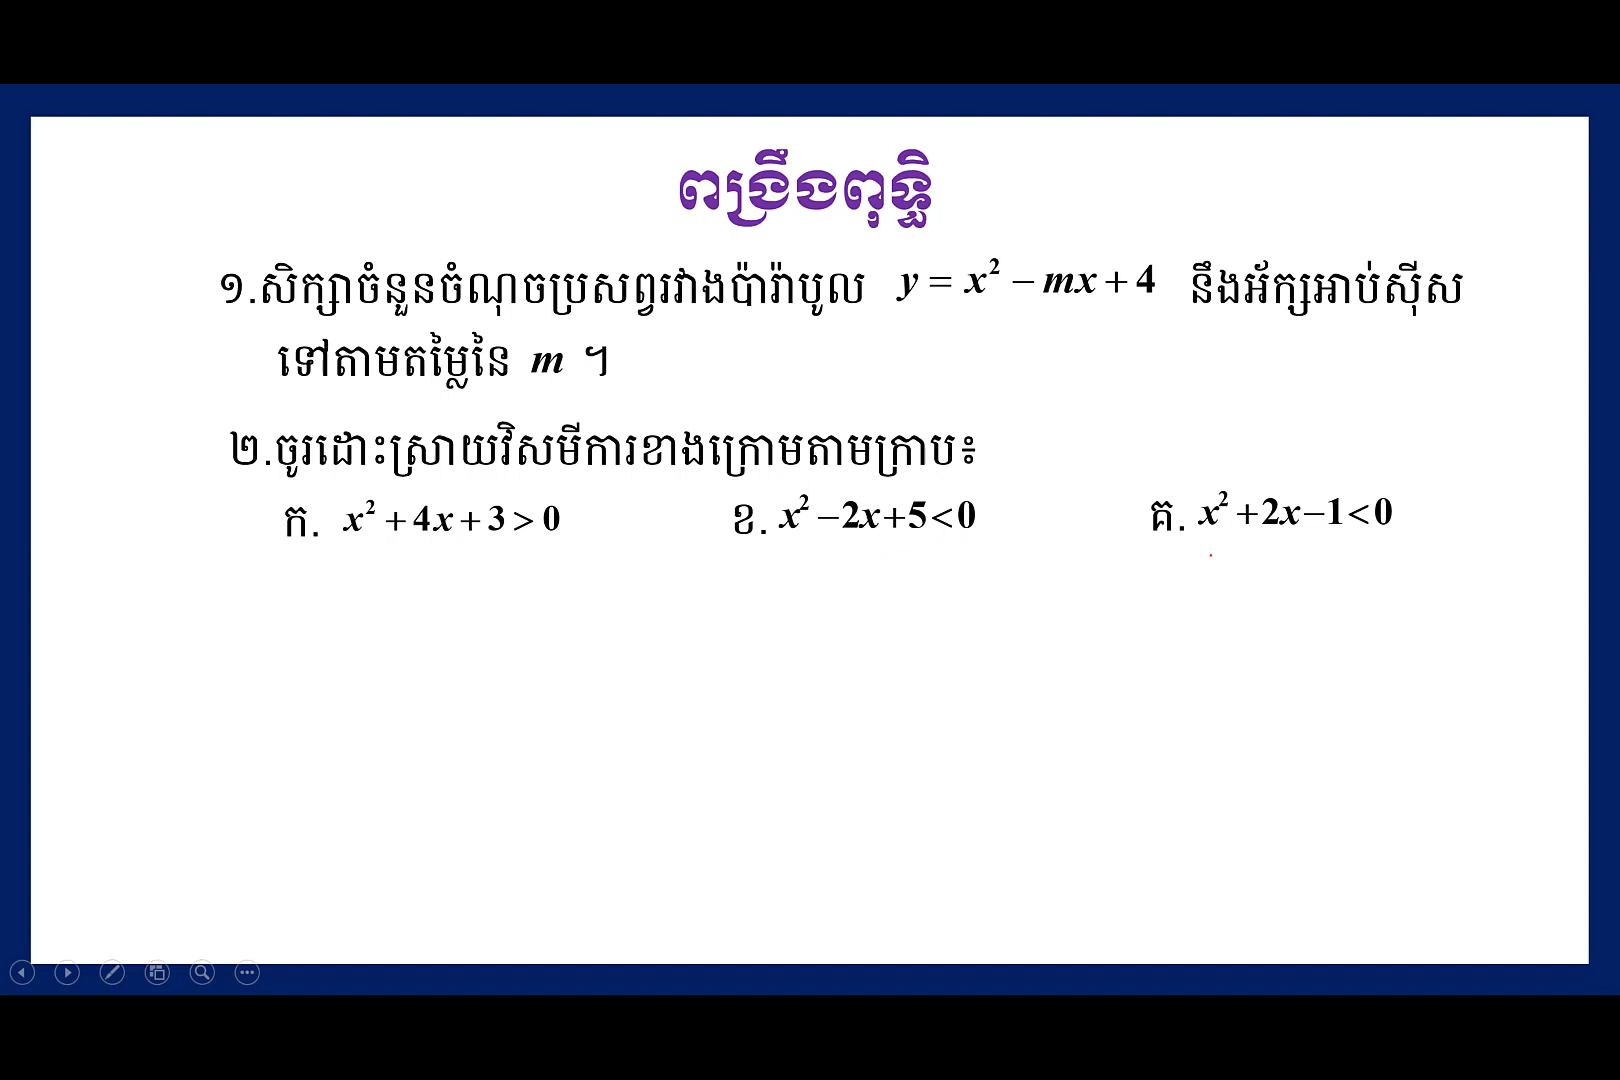 ពង្រឹងពុទ្ធិ
១.សិក្សាចំនួនចំណុចប្រសព្វរវាងប៉ារ៉ាបូល y = x² − mx + 4 នឹងអ័ក្សអាប់ស៊ីស
ទៅតាមតម្លៃនៃ m ។
២.ចូរដោះស្រាយវិសមីការខាងក្រោមតាមក្រាប៖
ក. x² + 4x + 3 > 0 ខ. x² − 2x + 5 < 0 គ. x² + 2x − 1 < 0